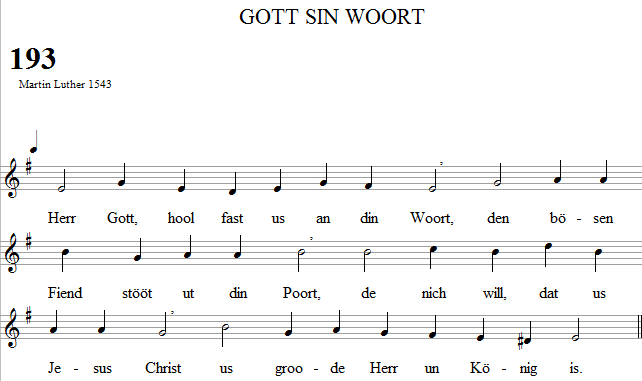 GOTT SIN WOORT
193
Martin Luther 1543
Herr Gott, hool fast us an din Woort, den bö - sen
Fiend stööt ut din Poort, de nich will, dat us
Je - sus Christ us groo - de Herr un Kö - nig is.